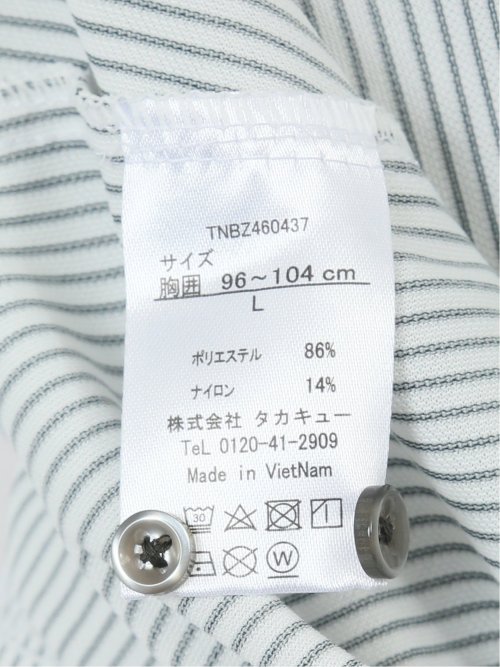 TNBZ460437
サイズ
胸囲 96～104 cm
L
ポリエステル 86%
ナイロン 14%
株式会社 タカキュー
TeL 0120-41-2909
Made in VietNam
30
W